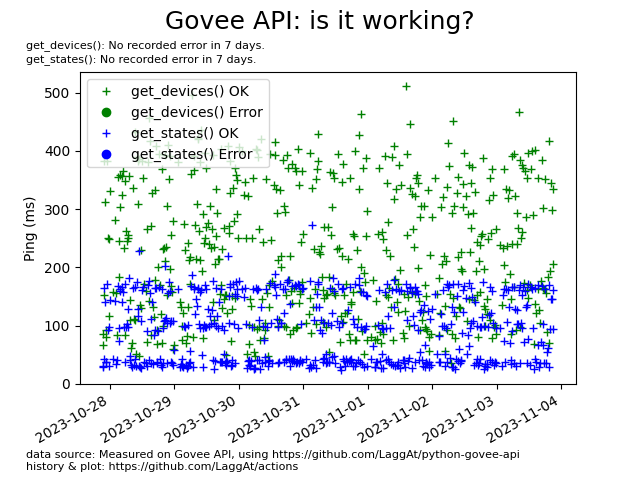 Govee API: is it working?
get_devices(): No recorded error in 7 days.
get_states(): No recorded error in 7 days.
get_devices() OK
get_devices() Error
get_states() OK
get_states() Error
Ping (ms)
500
400
300
200
100
0
2023-10-28
2023-10-29
2023-10-30
2023-10-31
2023-11-01
2023-11-02
2023-11-03
2023-11-04
data source: Measured on Govee API, using https://github.com/LaggAt/python-govee-api
history & plot: https://github.com/LaggAt/actions